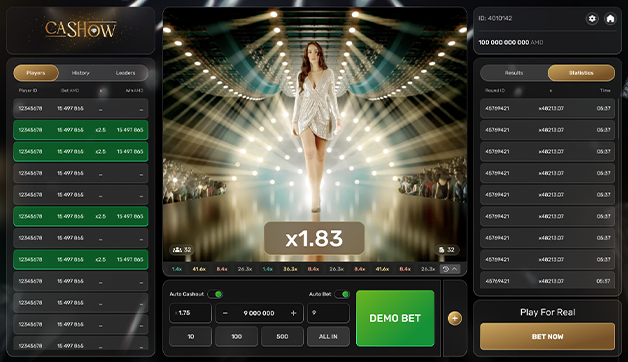 CASHOW
Players History Leaders
Player ID Bet AMD x Win AMD
12345678 15 497 865 – –
12345678 15 497 865 x2.5 15 497 865
12345678 15 497 865 x2.5 15 497 865
12345678 15 497 865 – –
12345678 15 497 865 – –
12345678 15 497 865 x2.5 15 497 865
12345678 15 497 865 – –
12345678 15 497 865 x2.5 15 497 865
12345678 15 497 865 – –
12345678 15 497 865 – –
12345678 15 497 865 – –
12345678 15 497 865 – –
x1.83
32
32
1.4x 41.6x 8.4x 26.3x 1.4x 36.3x 8.4x 26.3x 8.4x 41.6x 8.4x 26.3x
Auto Cashout Auto Bet
1.75 – 9 000 000 + 9
10 100 500 ALL IN
DEMO BET
+
ID: 4010142
100 000 000 000 AMD
Results Statistics
Round ID x Time
45769421 x48213.07 05:37
45769421 x48213.07 05:37
45769421 x48213.07 05:37
45769421 x48213.07 05:37
45769421 x48213.07 05:37
45769421 x48213.07 05:37
45769421 x48213.07 05:37
45769421 x48213.07 05:37
45769421 x48213.07 05:37
Play For Real
BET NOW